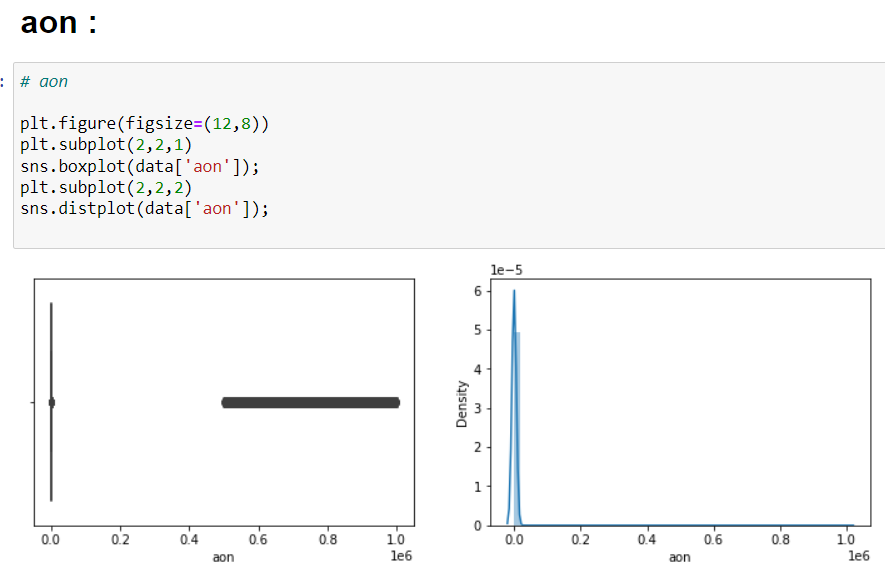 aon :
: # aon
plt.figure(figsize=(12,8))
plt.subplot(2,2,1)
sns.boxplot(data['aon']);
plt.subplot(2,2,2)
sns.distplot(data['aon']);
0.0 0.2 0.4 0.6 0.8 1.0
1e6
aon
1e−5
6
5
4
3
2
1
0
Density
0.0 0.2 0.4 0.6 0.8 1.0
1e6
aon